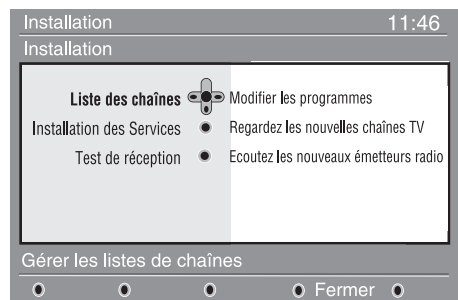 Installation 11:46
Installation
Liste des chaînes Modifier les programmes
Installation des Services Regardez les nouvelles chaînes TV
Test de réception Ecoutez les nouveaux émetteurs radio
Gérer les listes de chaînes
Fermer